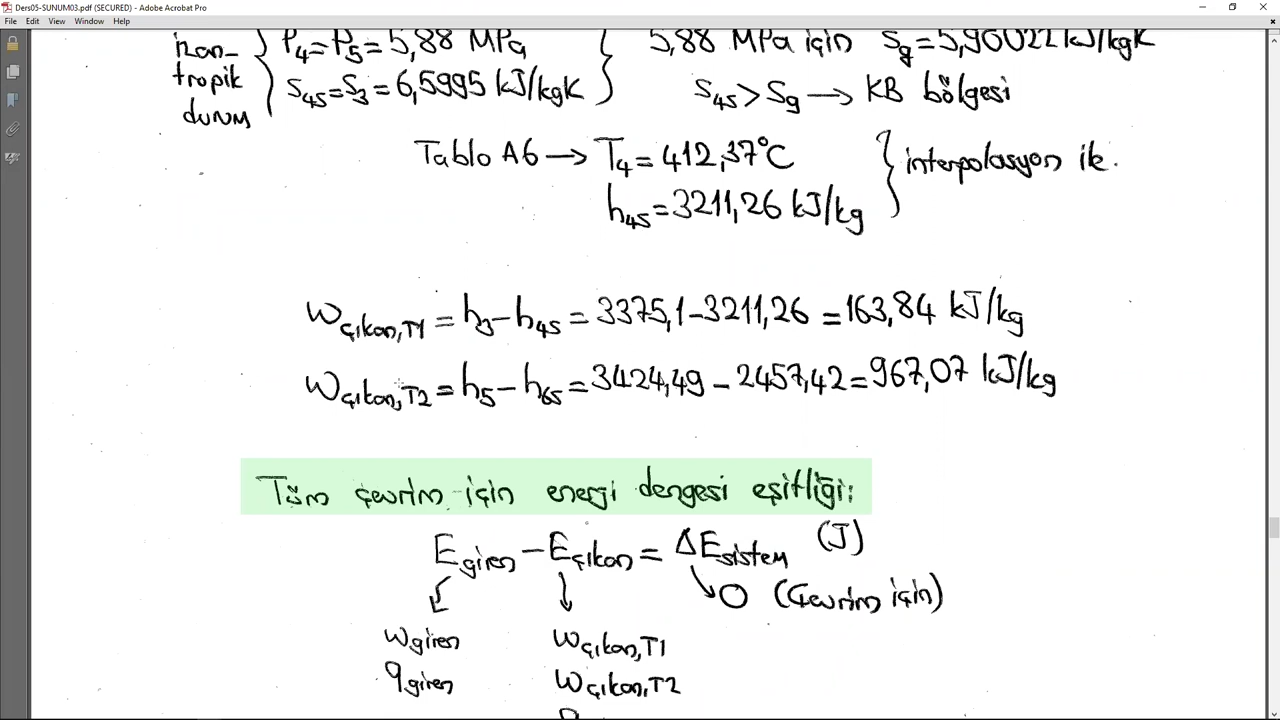 Ders05-SUNUM03.pdf (SECURED) - Adobe Acrobat Pro
File Edit View Window Help
izan-
tropik
durum
P4=P5=5,88 MPa
S4s=S3=6,5995 kJ/kgK
5,88 MPa için Sg=5,96022 kJ/kgK
S4s>Sg → KB bölgesi
Tablo A6 → T4=412,37°C
h4s=3211,26 kJ/kg
interpolasyon ile.
wçıkan,T1 = h3-h4s = 3375,1-3211,26 = 163,84 kJ/kg
wçıkan,T2 = h5-h6s = 3424,49 - 2457,42 = 967,07 kJ/kg
Tüm çevrim için enerji dengesi eşitliği:
Egiren - Eçıkan = ΔEsistem (J)
0 (Çevrim için)
wgiren wçıkan,T1
qgiren wçıkan,T2